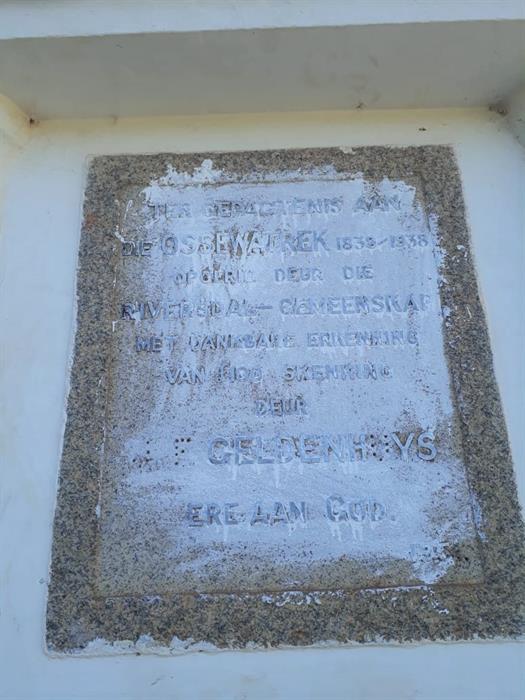 TER GEDAGTENIS AAN
DIE OSSEWATREK 1838-1938
OPGERIG DEUR DIE
RIVERSDAL-GEMEENSKAP
MET DANKBARE ERKENNING
VAN SKENKING
DEUR
GELDENHUYS
ERE AAN GOD.